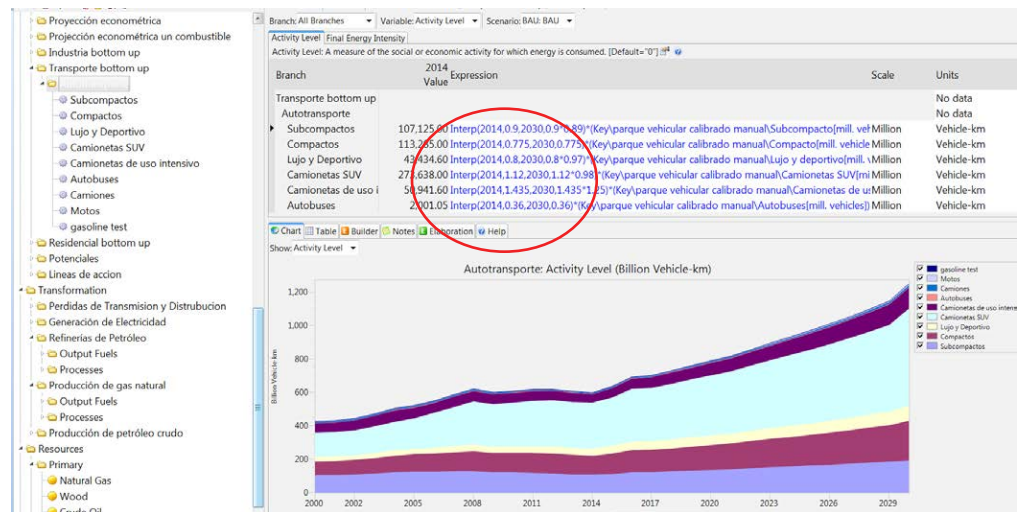 Proyección econométrica
Projección econométrica un combustible
Industria bottom up
Transporte bottom up
Subcompactos
Compactos
Lujo y Deportivo
Camionetas SUV
Camionetas de uso intensivo
Autobuses
Camiones
Motos
gasoline test
Residencial bottom up
Potenciales
Lineas de accion
Transformation
Perdidas de Transmision y Distrubucion
Generación de Electricidad
Refinerías de Petróleo
Output Fuels
Processes
Producción de gas natural
Output Fuels
Processes
Producción de petróleo crudo
Resources
Primary
Natural Gas
Wood
Crude Oil
Branch: All Branches Variable: Activity Level Scenario: BAU: BAU
Activity Level Final Energy Intensity
Activity Level: A measure of the social or economic activity for which energy is consumed. [Default="0"]
Branch 2014 Value Expression Scale Units
Transporte bottom up No data
Autotransporte No data
Subcompactos 107,125.00 Interp(2014,0.9,2030,0.9*0.89)*(Key\parque vehicular calibrado manual\Subcompacto[mill. veh Million Vehicle-km
Compactos Interp(2014,0.775,2030,0.775)*(Key\parque vehicular calibrado manual\Compacto[mill. vehicle Million Vehicle-km
Lujo y Deportivo 43,434.60 Interp(2014,0.8,2030,0.8*0.97)*(Key\parque vehicular calibrado manual\Lujo y deportivo[mill. Million Vehicle-km
Camionetas SUV Interp(2014,1.12,2030,1.12*0.98)*(Key\parque vehicular calibrado manual\Camionetas SUV[mi Million Vehicle-km
Camionetas de uso i 50,941.60 Interp(2014,1.435,2030,1.435*1.25)*(Key\parque vehicular calibrado manual\Camionetas de u Million Vehicle-km
Autobuses 2,001.05 Interp(2014,0.36,2030,0.36)*(Key\parque vehicular calibrado manual\Autobuses[mill. vehicles]) Million Vehicle-km
Chart Table Builder Notes Elaboration Help
Show: Activity Level
Autotransporte: Activity Level (Billion Vehicle-km)
Billion Vehicle-km
1,200
1,000
800
600
400
200
0
2000 2002 2005 2008 2011 2014 2017 2020 2023 2026 2029
gasoline test
Motos
Camiones
Autobuses
Camionetas de uso intens
Camionetas SUV
Lujo y Deportivo
Compactos
Subcompactos